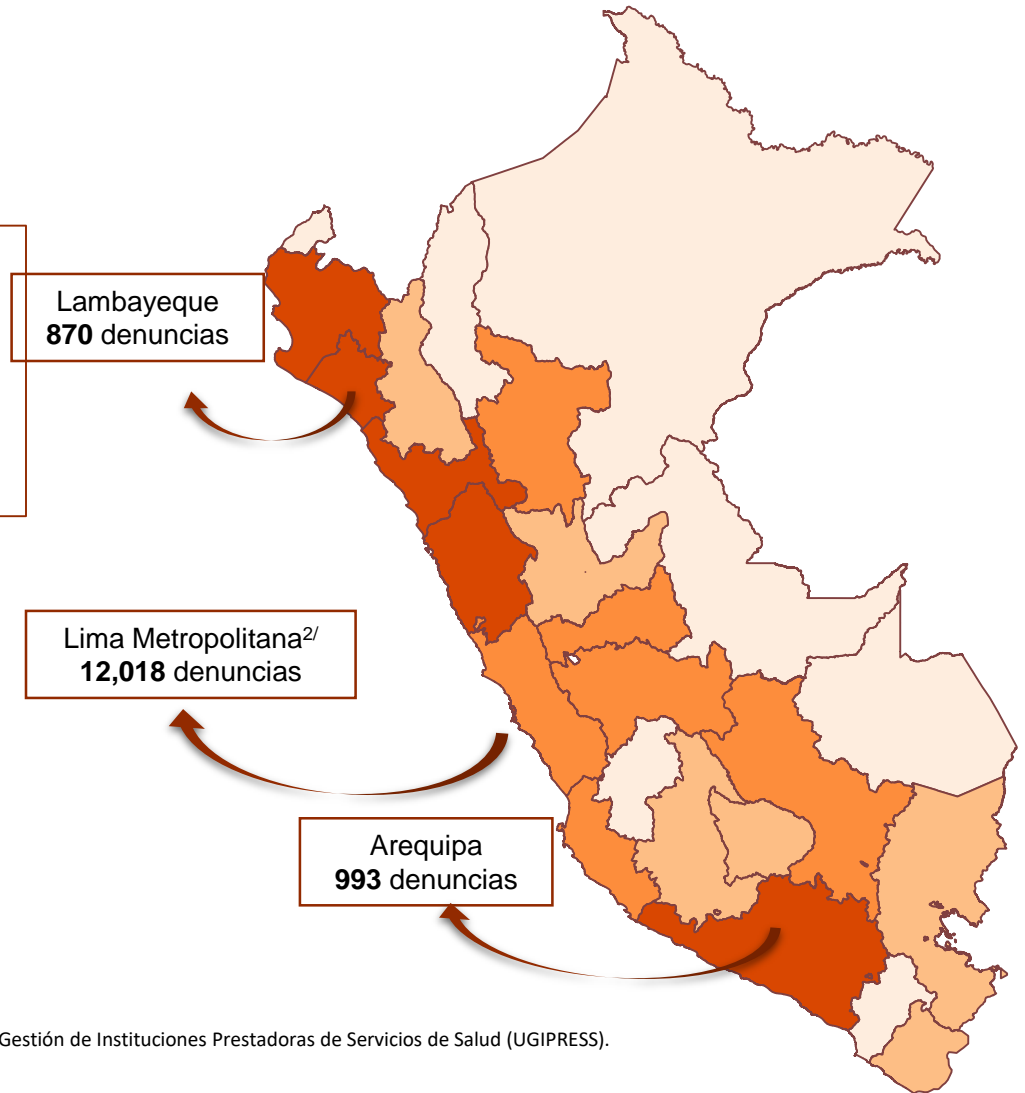 Lambayeque
870 denuncias
Lima Metropolitana2/
12,018 denuncias
Arequipa
993 denuncias
Gestión de Instituciones Prestadoras de Servicios de Salud (UGIPRESS).